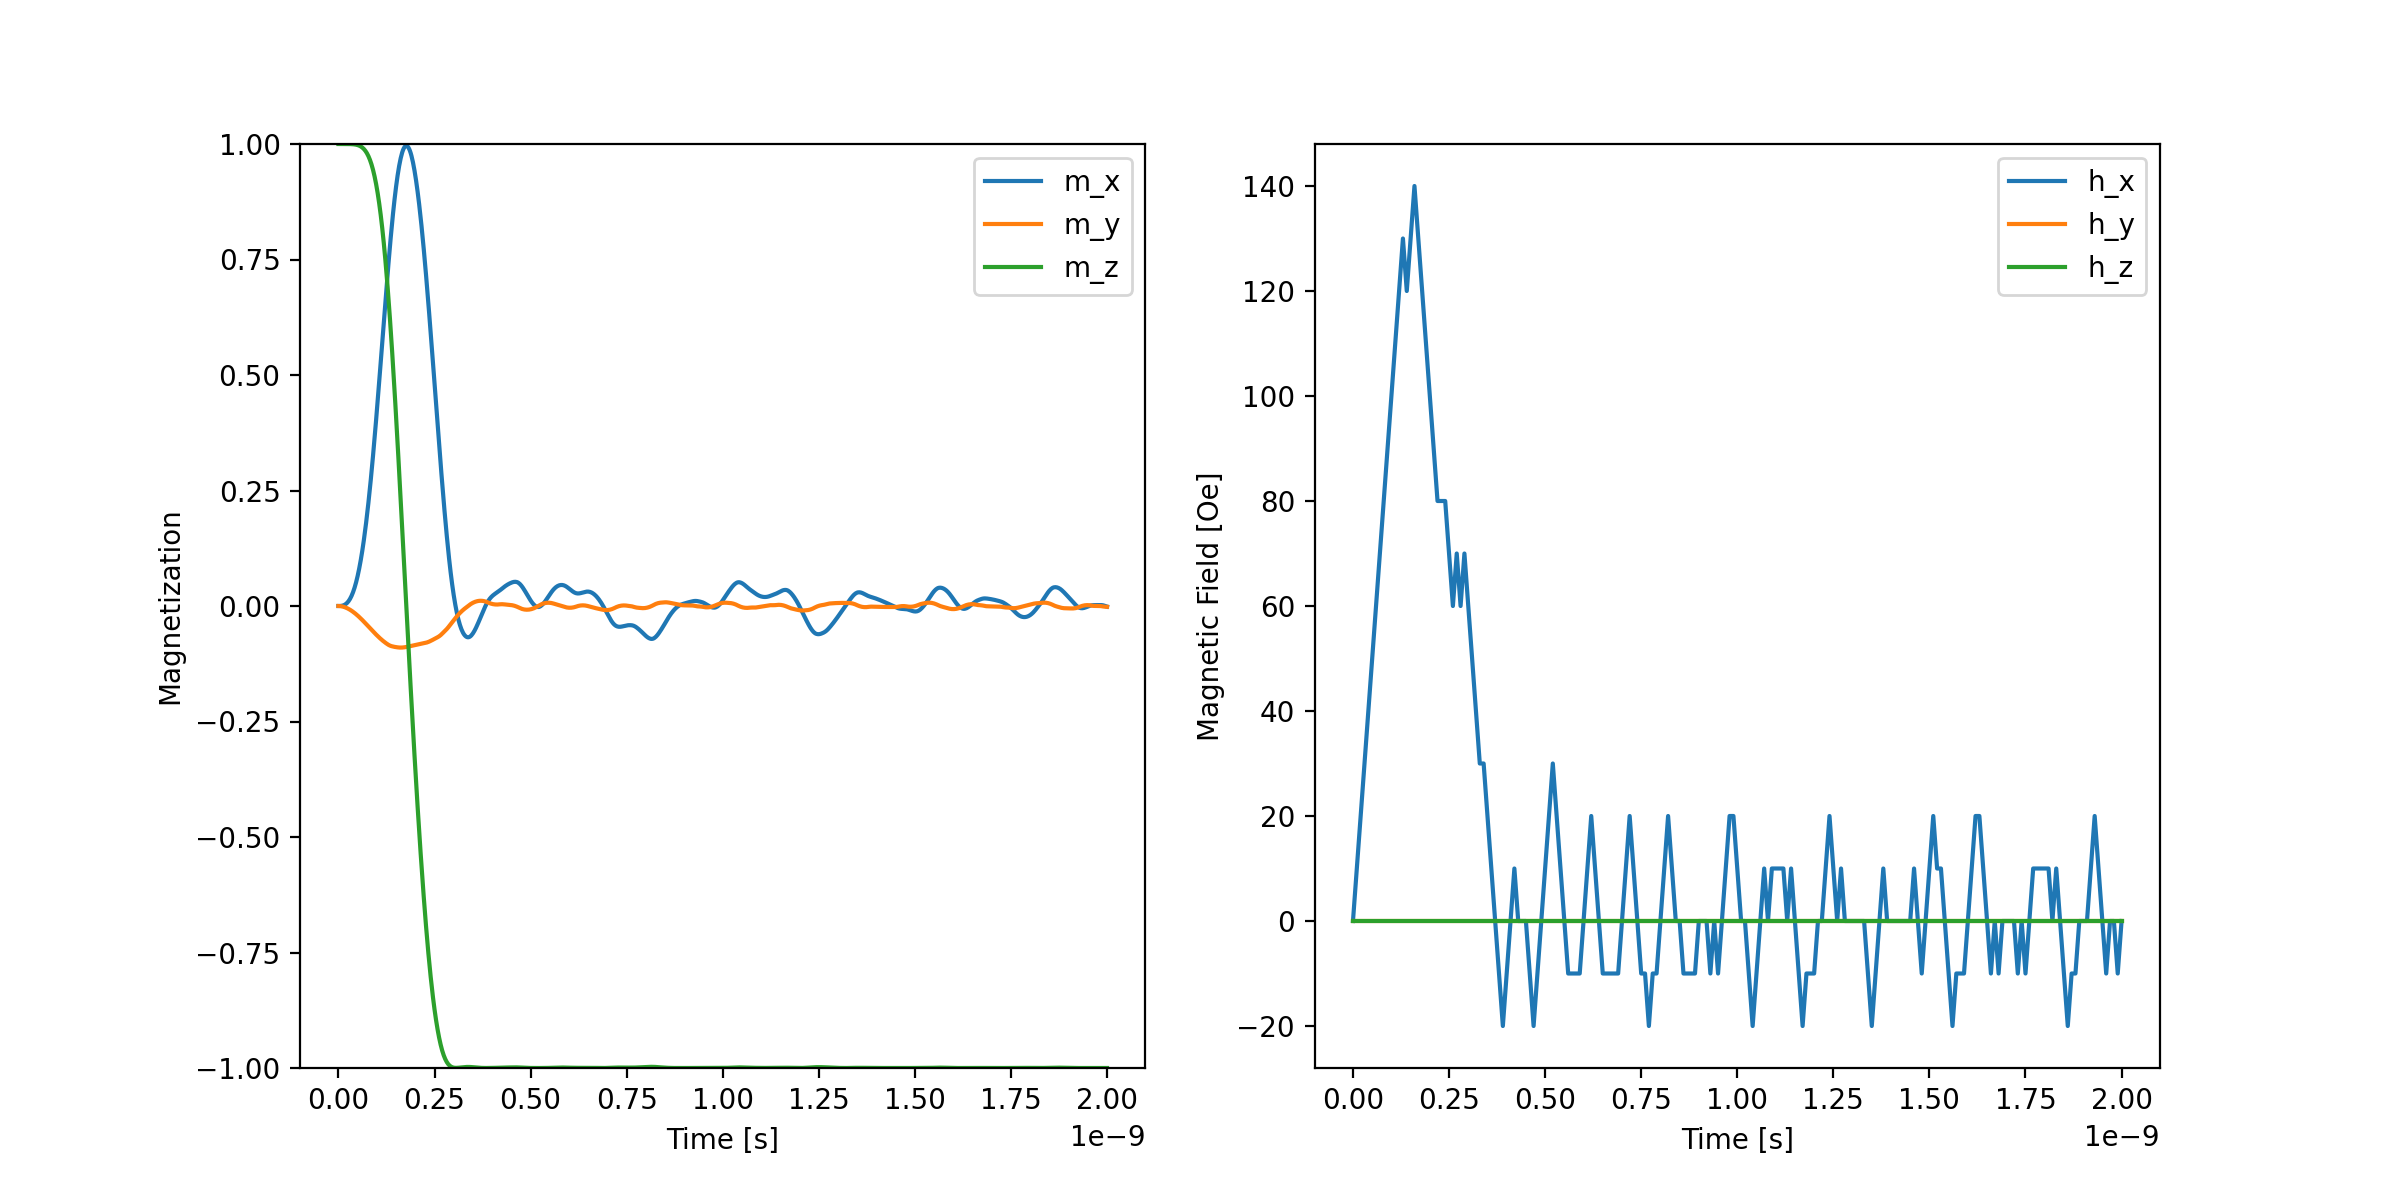 Magnetization
1.00
0.75
0.50
0.25
0.00
−0.25
−0.50
−0.75
−1.00
m_x
m_y
m_z
0.00 0.25 0.50 0.75 1.00 1.25 1.50 1.75 2.00
Time [s]
1e−9
Magnetic Field [Oe]
140
120
100
80
60
40
20
0
−20
h_x
h_y
h_z
0.00 0.25 0.50 0.75 1.00 1.25 1.50 1.75 2.00
Time [s]
1e−9